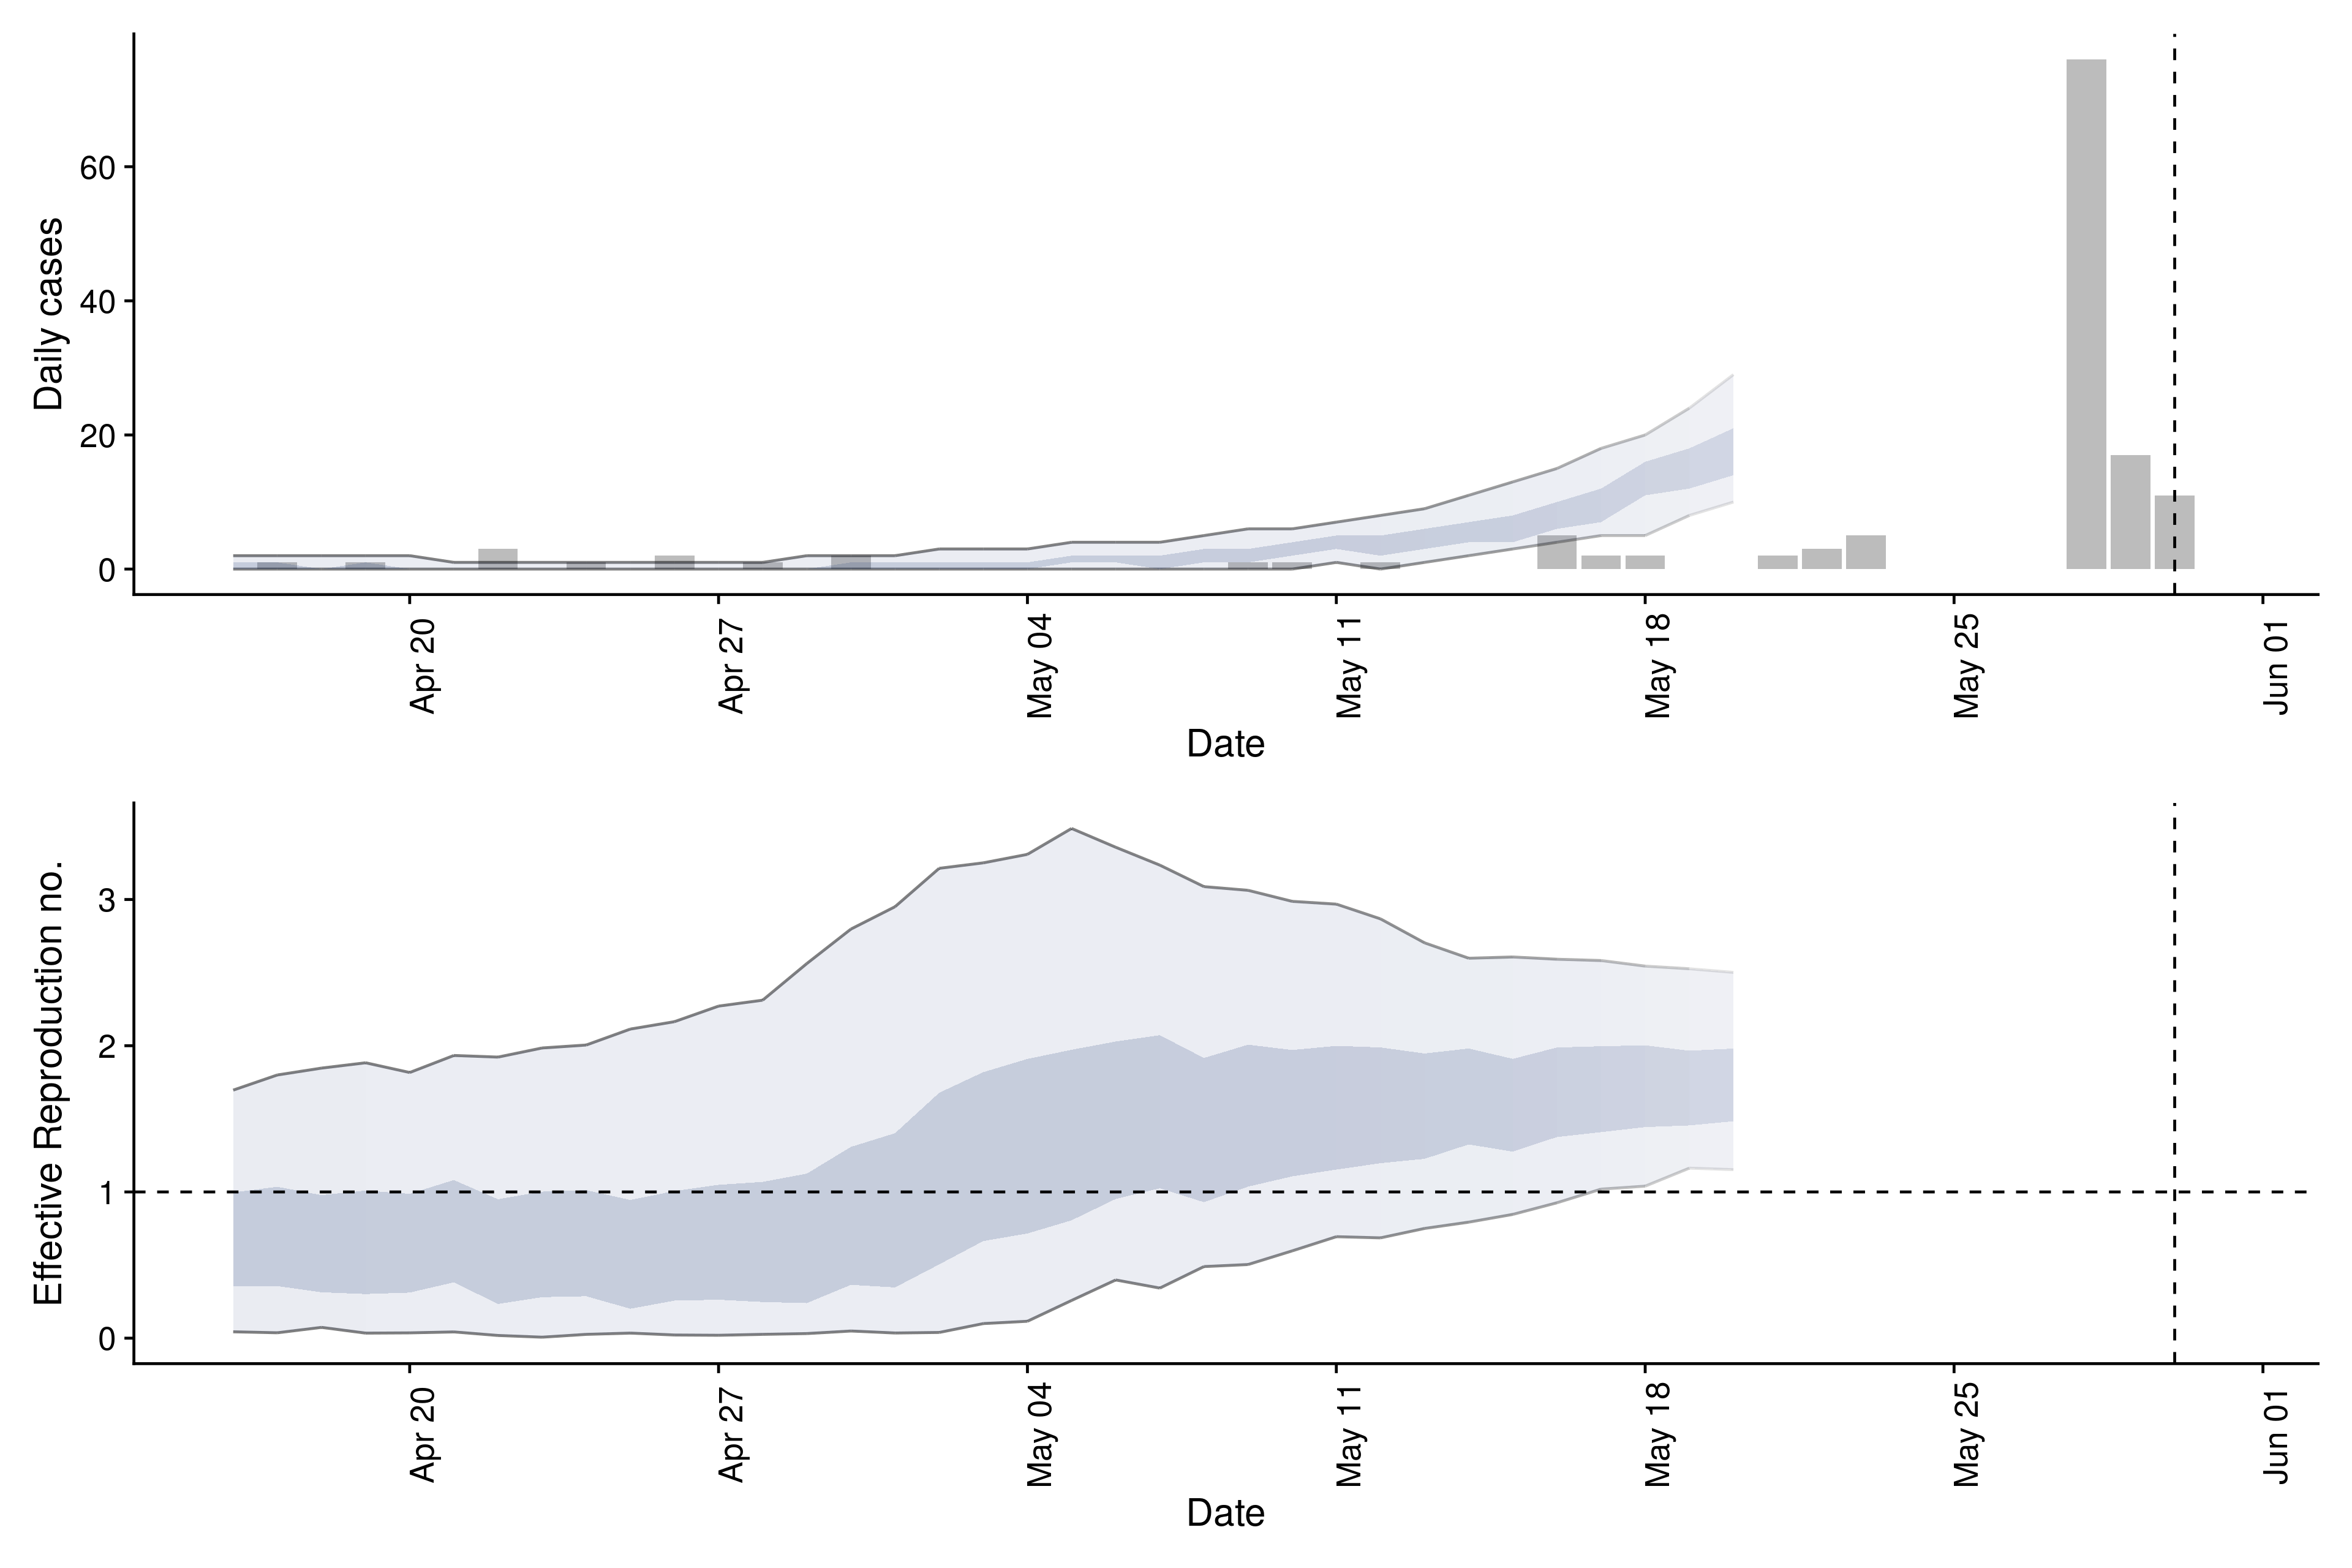 Daily cases
60
40
20
0
Apr 20
Apr 27
May 04
May 11
May 18
May 25
Jun 01
Date
Effective Reproduction no.
3
2
1
0
Apr 20
Apr 27
May 04
May 11
May 18
May 25
Jun 01
Date